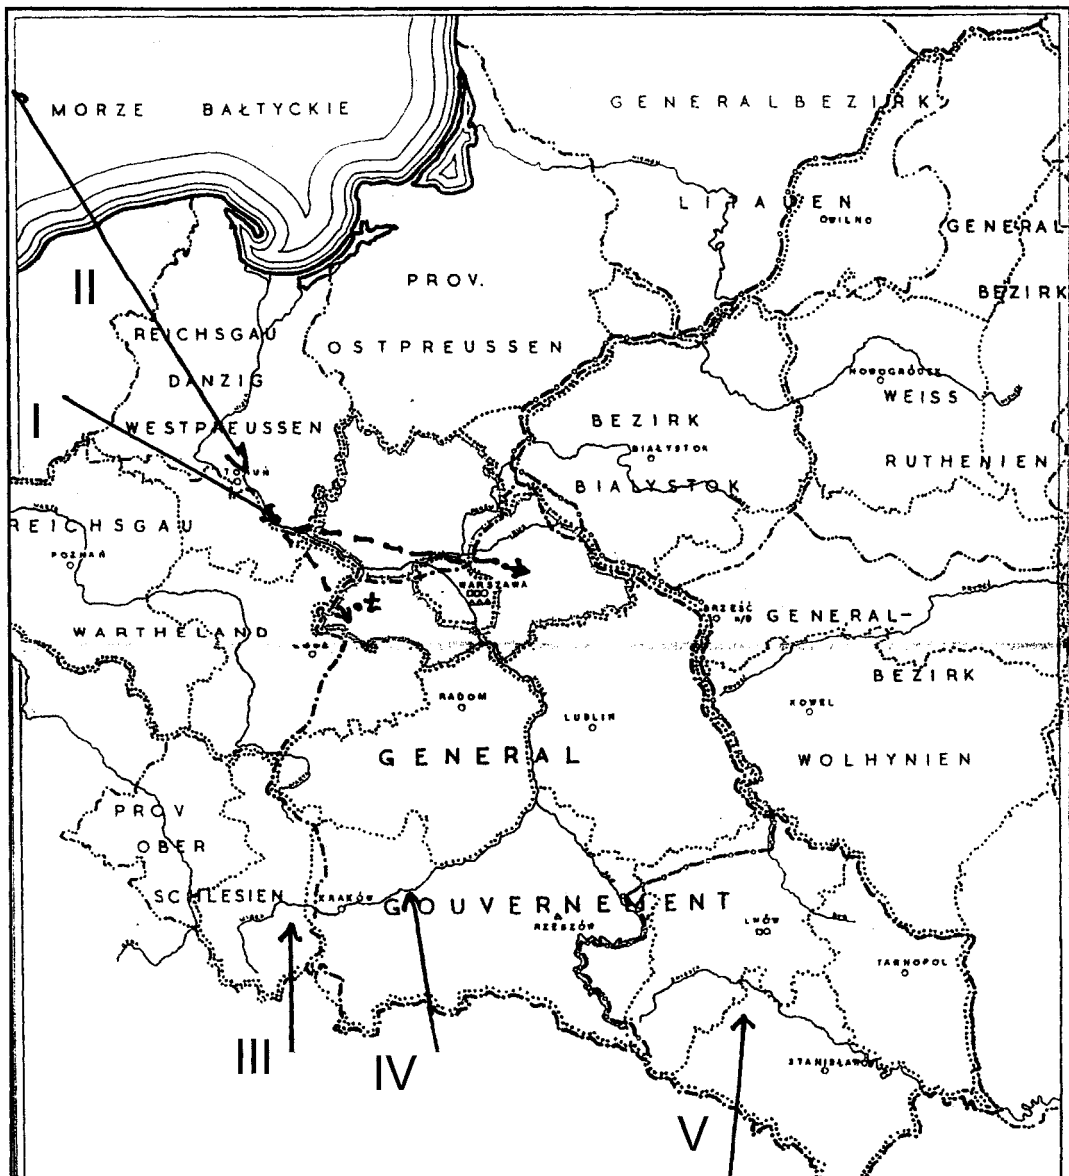 MORZE BAŁTYCKIE
GENERALBEZIRK
LITAUEN
WILNO
GENERAL-
BEZIRK
II
PROV.
OSTPREUSSEN
REICHSGAU
DANZIG
WESTPREUSSEN
I
TORUŃ
NOWOGRÓDEK
WEISS
RUTHENIEN
BEZIRK
BIAŁYSTOK
BIALYSTOK
REICHSGAU
POZNAŃ
WARTHELAND
WARSZAWA
BUG
t
BRZEŚĆ
n/B
GENERAL-
BEZIRK
WOLHYNIEN
KOWEL
RADOM
LUBLIN
GENERAL
GOUVERNEMENT
PROV
OBER
SCHLESIEN
KRAKÓW
RZESZÓW
LWÓW
TARNOPOL
STANISŁAWÓW
III
IV
V